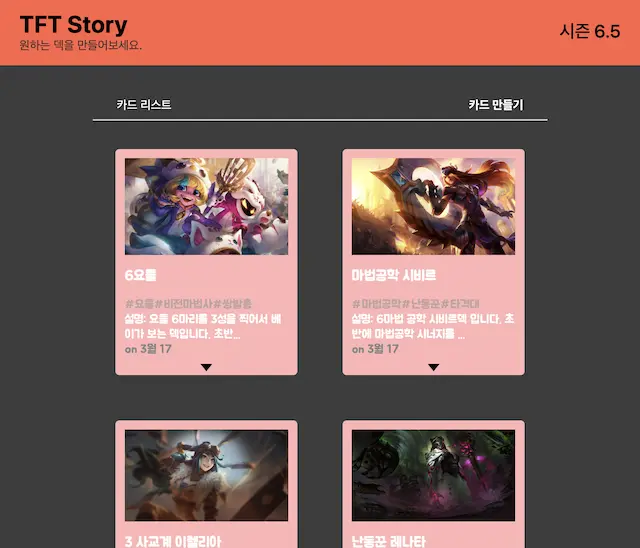 TFT Story
원하는 덱을 만들어보세요.
시즌 6.5
카드 리스트
카드 만들기
6요들
#요들#비전마법사#쌍발총
설명: 요들 6마리를 3성을 찍어서 베
이가 보는 덱입니다. 초반...
on 3월 17
마법공학 시비르
#마법공학#난동꾼#타격대
설명: 6마법 공학 시비르덱 입니다. 초
반에 마법공학 시너지를 ...
on 3월 17
3 사교계 이렐리아
난동꾼 레나타